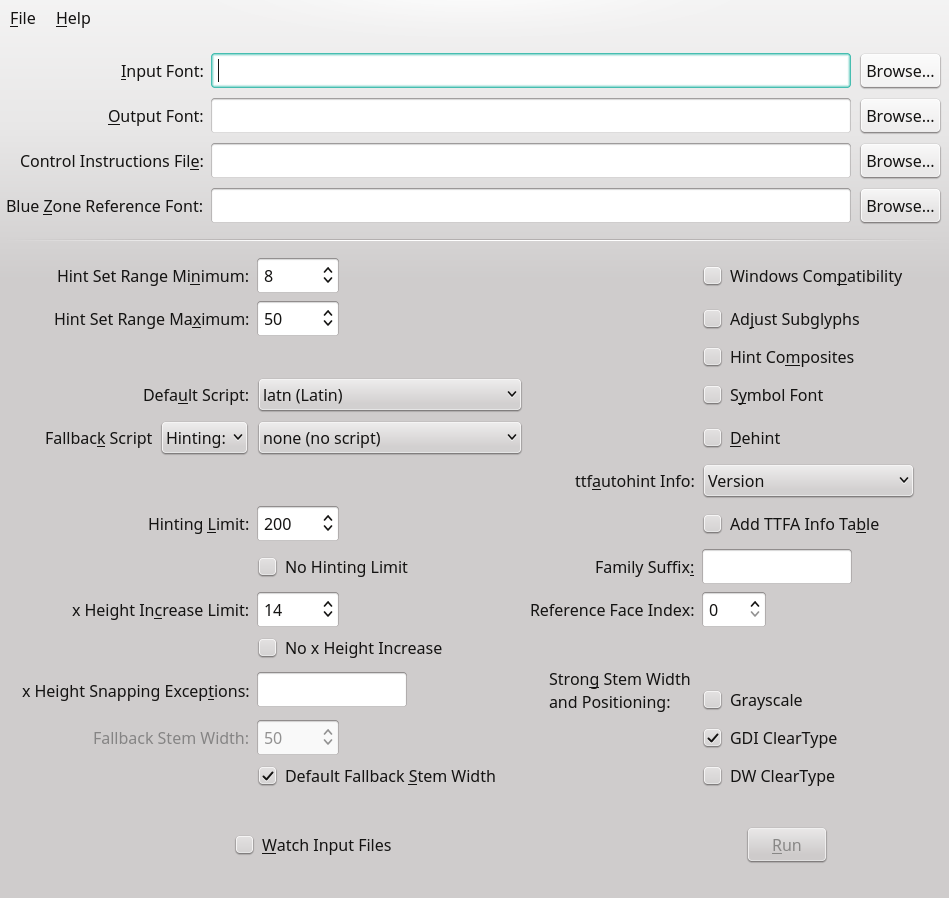 File Help
Input Font: Browse...
Output Font: Browse...
Control Instructions File: Browse...
Blue Zone Reference Font: Browse...
Hint Set Range Minimum: 8 Windows Compatibility
Hint Set Range Maximum: 50 Adjust Subglyphs
Hint Composites
Default Script: latn (Latin) Symbol Font
Fallback Script Hinting: none (no script) Dehint
ttfautohint Info: Version
Hinting Limit: 200 Add TTFA Info Table
No Hinting Limit Family Suffix:
x Height Increase Limit: 14 Reference Face Index: 0
No x Height Increase
x Height Snapping Exceptions: Strong Stem Width
and Positioning: Grayscale
Fallback Stem Width: 50 GDI ClearType
Default Fallback Stem Width DW ClearType
Watch Input Files Run